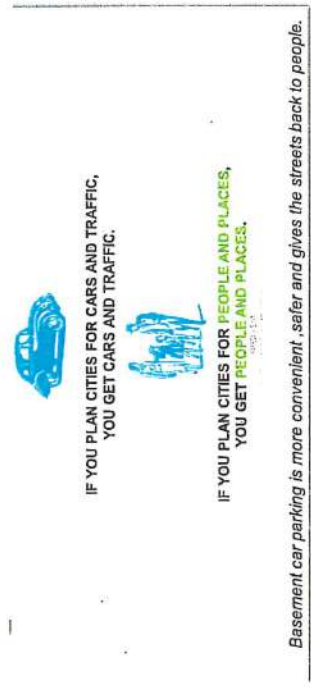 IF YOU PLAN CITIES FOR CARS AND TRAFFIC,
YOU GET CARS AND TRAFFIC.
IF YOU PLAN CITIES FOR PEOPLE AND PLACES,
YOU GET PEOPLE AND PLACES.
Basement car parking is more convenient ,safer and gives the streets back to people.